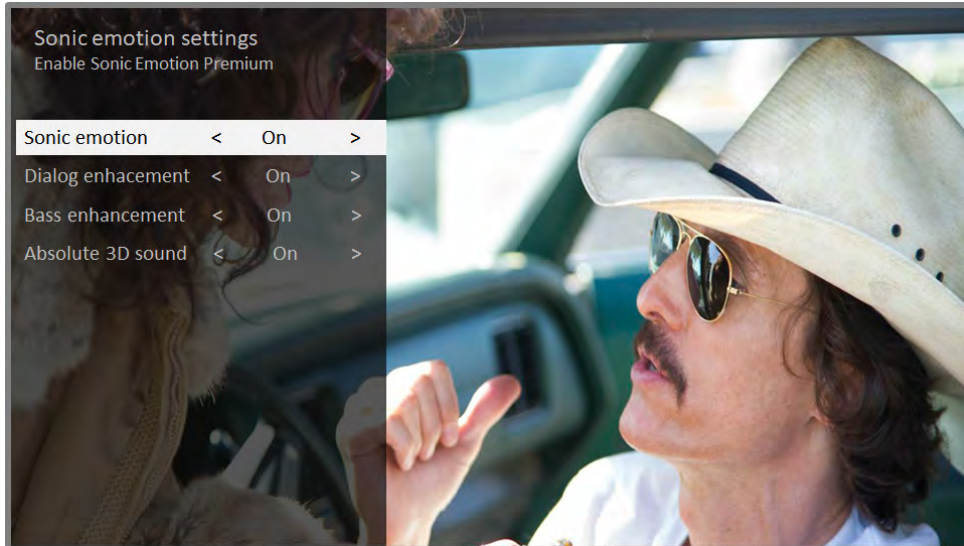 Sonic emotion settings
Enable Sonic Emotion Premium
Sonic emotion < On >
Dialog enhacement < On >
Bass enhancement < On >
Absolute 3D sound < On >